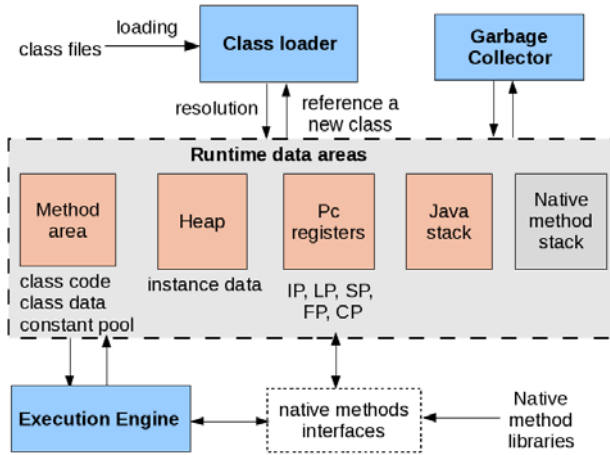 class files
loading
Class loader
Garbage
Collector
resolution
reference a
new class
Runtime data areas
Method
area
Heap
Pc
registers
Java
stack
Native
method
stack
class code
class data
constant pool
instance data
IP, LP, SP,
FP, CP
Execution Engine
native methods
interfaces
Native
method
libraries